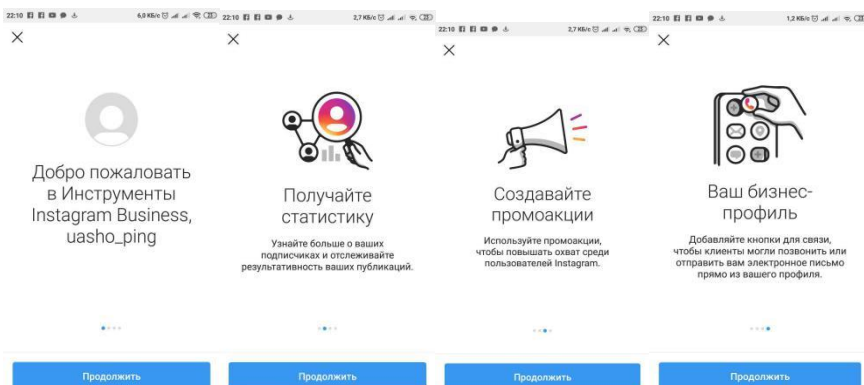 22:10
6,0 КБ/с
Добро пожаловать
в Инструменты
Instagram Business,
uasho_ping
Продолжить
22:10
2,7 КБ/с
Получайте
статистику
Узнайте больше о ваших
подписчиках и отслеживайте
результативность ваших публикаций.
Продолжить
22:10
2,7 КБ/с
Создавайте
промоакции
Используйте промоакции,
чтобы повышать охват среди
пользователей Instagram.
Продолжить
22:10
1,2 КБ/с
Ваш бизнес-
профиль
Добавляйте кнопки для связи,
чтобы клиенты могли позвонить или
отправить вам электронное письмо
прямо из вашего профиля.
Продолжить